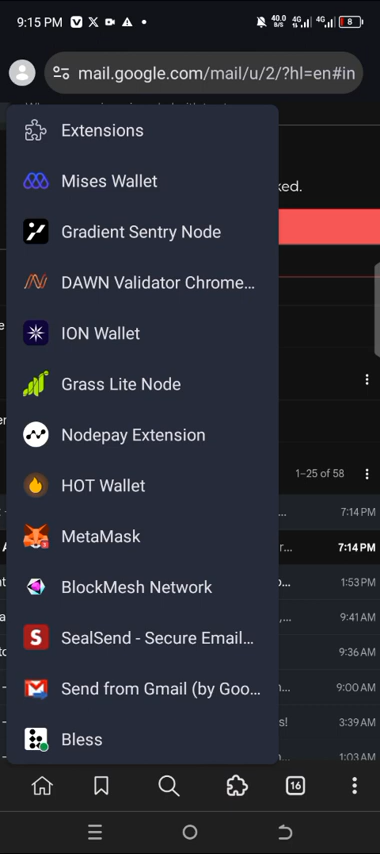 9:15 PM
40.0 B/S 4G 4G 8
mail.google.com/mail/u/2/?hl=en#in
Extensions
Mises Wallet
ked.
Gradient Sentry Node
DAWN Validator Chrome...
ION Wallet
Grass Lite Node
Nodepay Extension
1–25 of 58
HOT Wallet
7:14 PM
MetaMask
7:14 PM
BlockMesh Network
1:53 PM
9:41 AM
SealSend - Secure Email...
9:36 AM
Send from Gmail (by Goo...
9:00 AM
s!
3:39 AM
Bless
1:03 AM
16